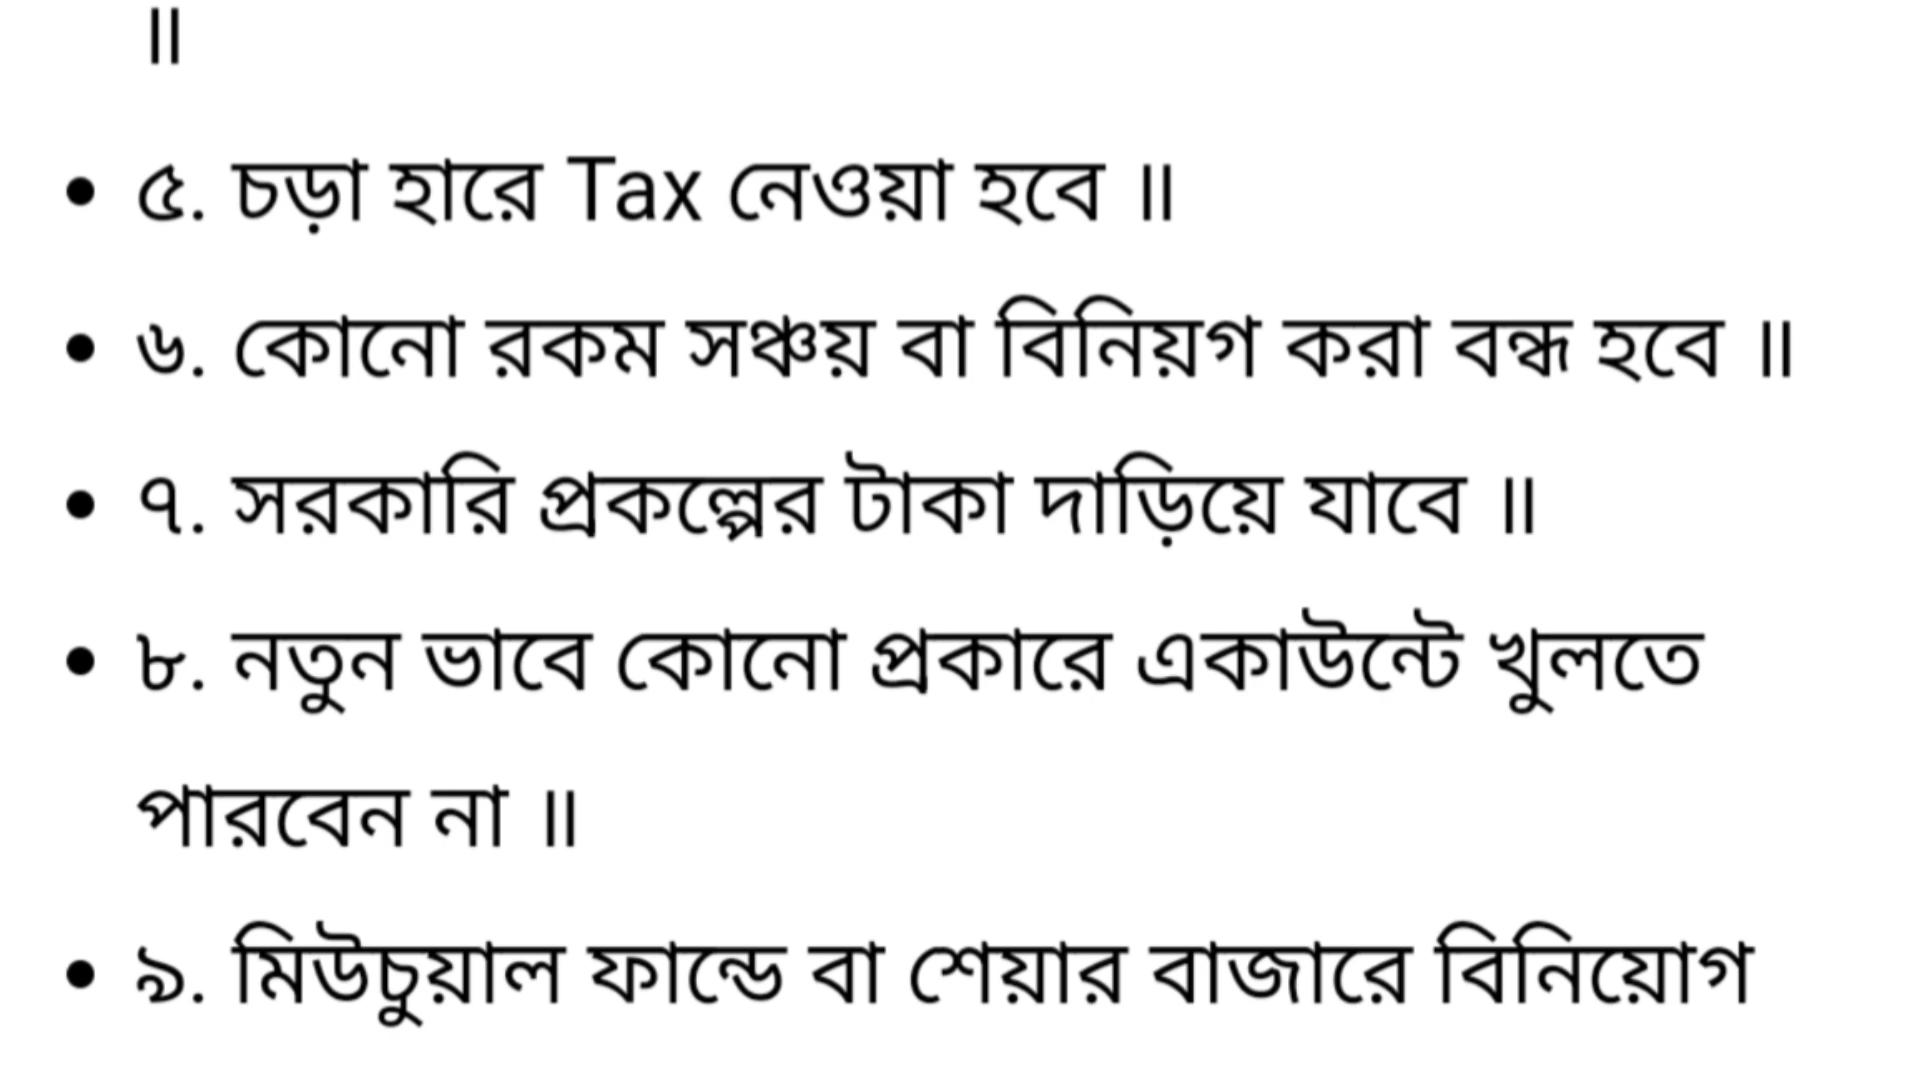 ॥
• ৫. চড়া হারে Tax নেওয়া হবে ॥
• ৬. কোনো রকম সঞ্চয় বা বিনিয়গ করা বন্ধ হবে ॥
• ৭. সরকারি প্রকল্পের টাকা দাড়িয়ে যাবে ॥
• ৮. নতুন ভাবে কোনো প্রকারে একাউন্টে খুলতে
পারবেন না ॥
• ৯. মিউচুয়াল ফান্ডে বা শেয়ার বাজারে বিনিয়োগ